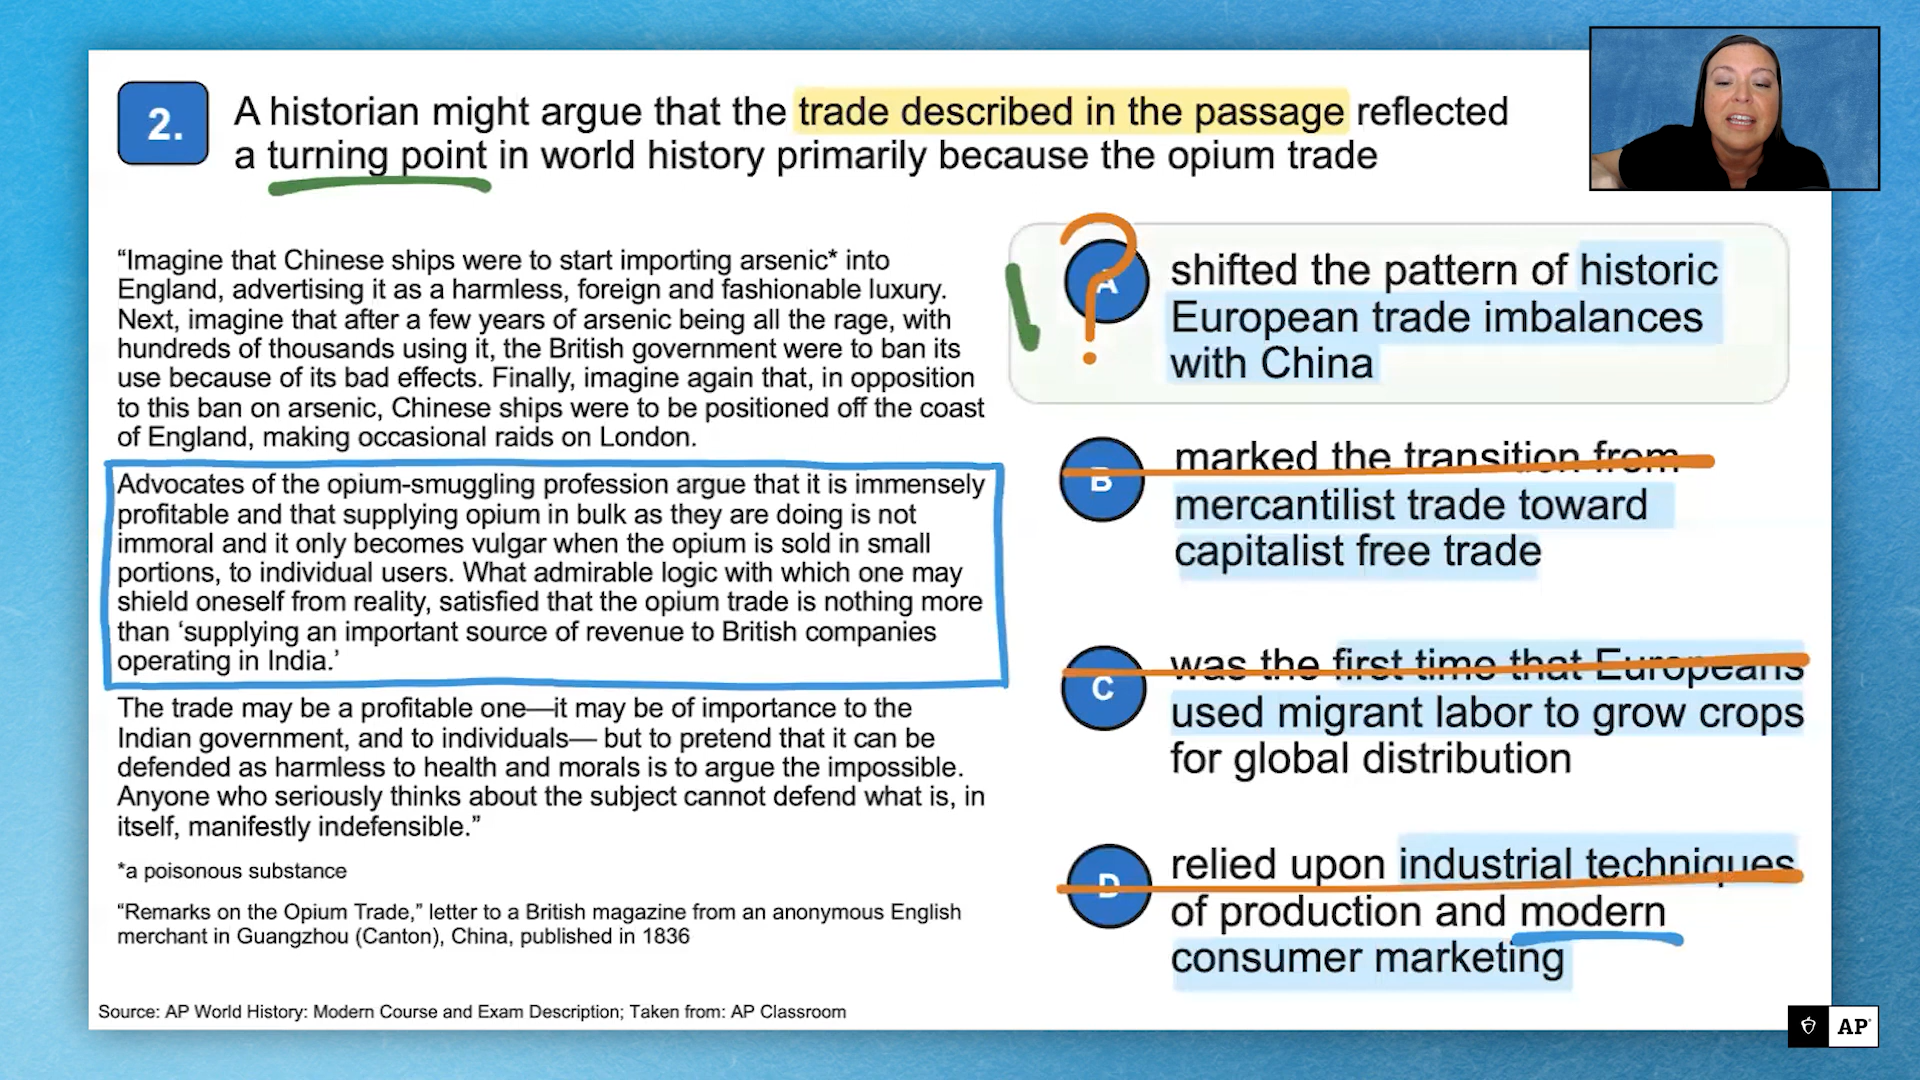 2.
A historian might argue that the trade described in the passage reflected
a turning point in world history primarily because the opium trade
“Imagine that Chinese ships were to start importing arsenic* into
England, advertising it as a harmless, foreign and fashionable luxury.
Next, imagine that after a few years of arsenic being all the rage, with
hundreds of thousands using it, the British government were to ban its
use because of its bad effects. Finally, imagine again that, in opposition
to this ban on arsenic, Chinese ships were to be positioned off the coast
of England, making occasional raids on London.
Advocates of the opium-smuggling profession argue that it is immensely
profitable and that supplying opium in bulk as they are doing is not
immoral and it only becomes vulgar when the opium is sold in small
portions, to individual users. What admirable logic with which one may
shield oneself from reality, satisfied that the opium trade is nothing more
than ‘supplying an important source of revenue to British companies
operating in India.’
The trade may be a profitable one—it may be of importance to the
Indian government, and to individuals— but to pretend that it can be
defended as harmless to health and morals is to argue the impossible.
Anyone who seriously thinks about the subject cannot defend what is, in
itself, manifestly indefensible.”
*a poisonous substance
“Remarks on the Opium Trade,” letter to a British magazine from an anonymous English
merchant in Guangzhou (Canton), China, published in 1836
A
?
shifted the pattern of historic
European trade imbalances
with China
B
marked the transition from
mercantilist trade toward
capitalist free trade
C
was the first time that Europeans
used migrant labor to grow crops
for global distribution
D
relied upon industrial techniques
of production and modern
consumer marketing
Source: AP World History: Modern Course and Exam Description; Taken from: AP Classroom
AP